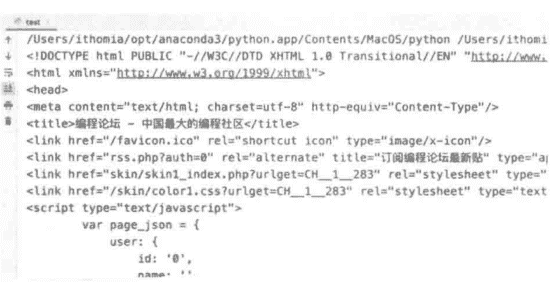 test
/Users/ithomia/opt/anaconda3/python.app/Contents/MacOS/python /Users/ithomi
<!DOCTYPE html PUBLIC "-//W3C//DTD XHTML 1.0 Transitional//EN" "http://www.
<html xmlns="http://www.w3.org/1999/xhtml">
<head>
<meta content="text/html; charset=utf-8" http-equiv="Content-Type"/>
<title>编程论坛 - 中国最大的编程社区</title>
<link href="/favicon.ico" rel="shortcut icon" type="image/x-icon"/>
<link href="rss.php?auth=0" rel="alternate" title="订阅编程论坛最新贴" type="ap
<link href="skin/skin1_index.php?urlget=CH__1__283" rel="stylesheet" type="
<link href="/skin/color1.css?urlget=CH__1__283" rel="stylesheet" type="text
<script type="text/javascript">
var page_json = {
user: {
id: '0',
name: ''